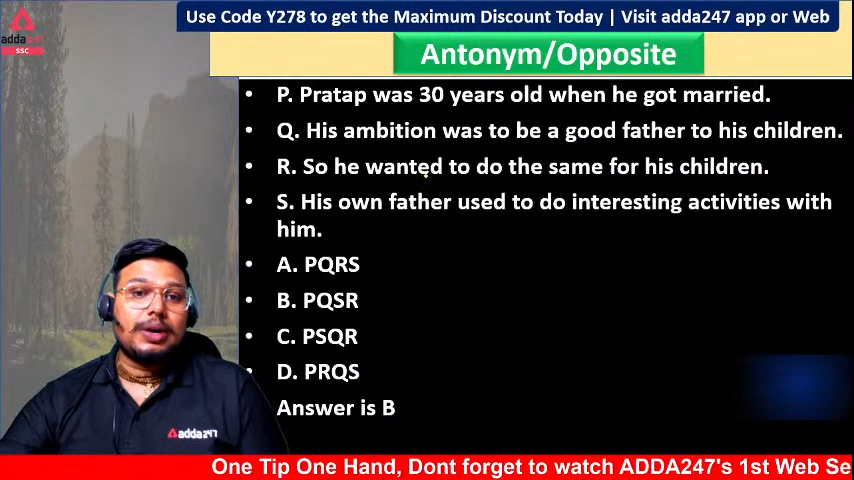 Use Code Y278 to get the Maximum Discount Today | Visit adda247 app or Web
adda247
SSC
Antonym/Opposite
• P. Pratap was 30 years old when he got married.
• Q. His ambition was to be a good father to his children.
• R. So he wanted to do the same for his children.
• S. His own father used to do interesting activities with
him.
• A. PQRS
• B. PQSR
• C. PSQR
• D. PRQS
Answer is B
adda247
One Tip One Hand, Dont forget to watch ADDA247's 1st Web Se